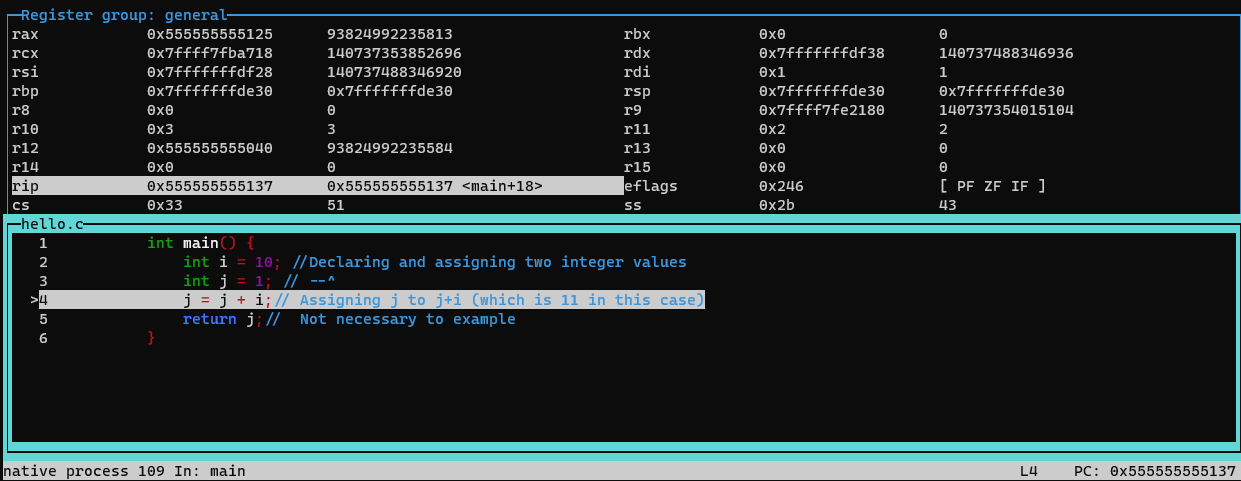 Register group: general
rax 0x555555555125 93824992235813 rbx 0x0 0
rcx 0x7ffff7fba718 140737353852696 rdx 0x7fffffffdf38 140737488346936
rsi 0x7fffffffdf28 140737488346920 rdi 0x1 1
rbp 0x7fffffffde30 0x7fffffffde30 rsp 0x7fffffffde30 0x7fffffffde30
r8 0x0 0 r9 0x7ffff7fe2180 140737354015104
r10 0x3 3 r11 0x2 2
r12 0x555555555040 93824992235584 r13 0x0 0
r14 0x0 0 r15 0x0 0
rip 0x555555555137 0x555555555137 <main+18> eflags 0x246 [ PF ZF IF ]
cs 0x33 51 ss 0x2b 43
hello.c
1 int main() {
2 int i = 10; //Declaring and assigning two integer values
3 int j = 1; // --^
>4 j = j + i;// Assigning j to j+i (which is 11 in this case)
5 return j;//  Not necessary to example
6 }
native process 109 In: main L4 PC: 0x555555555137